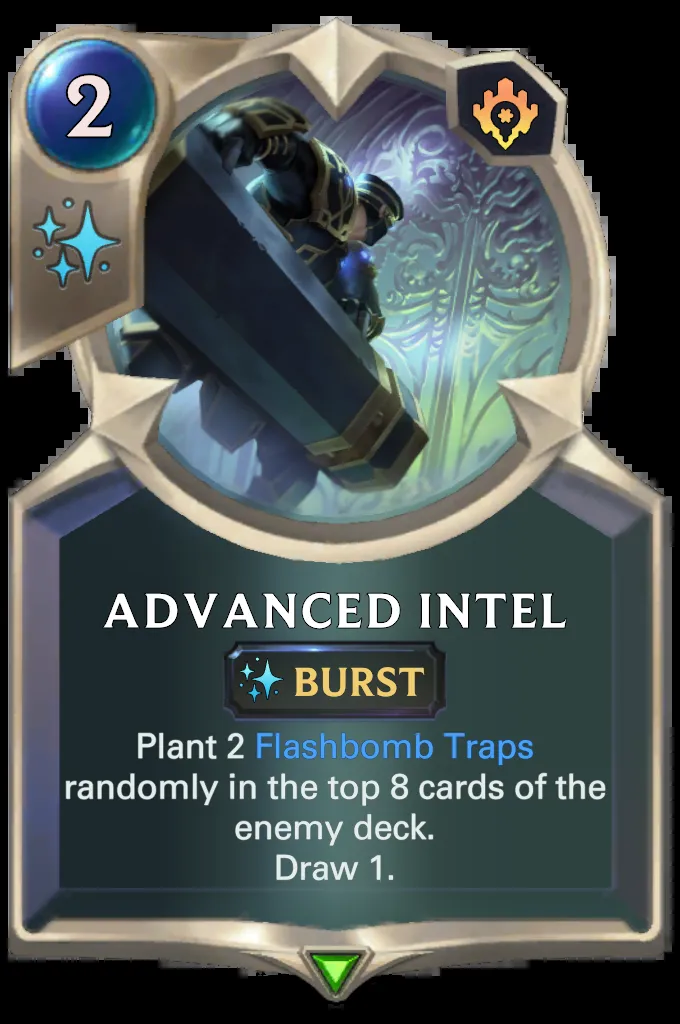 2
ADVANCED INTEL
BURST
Plant 2 Flashbomb Traps
randomly in the top 8 cards of the
enemy deck.
Draw 1.